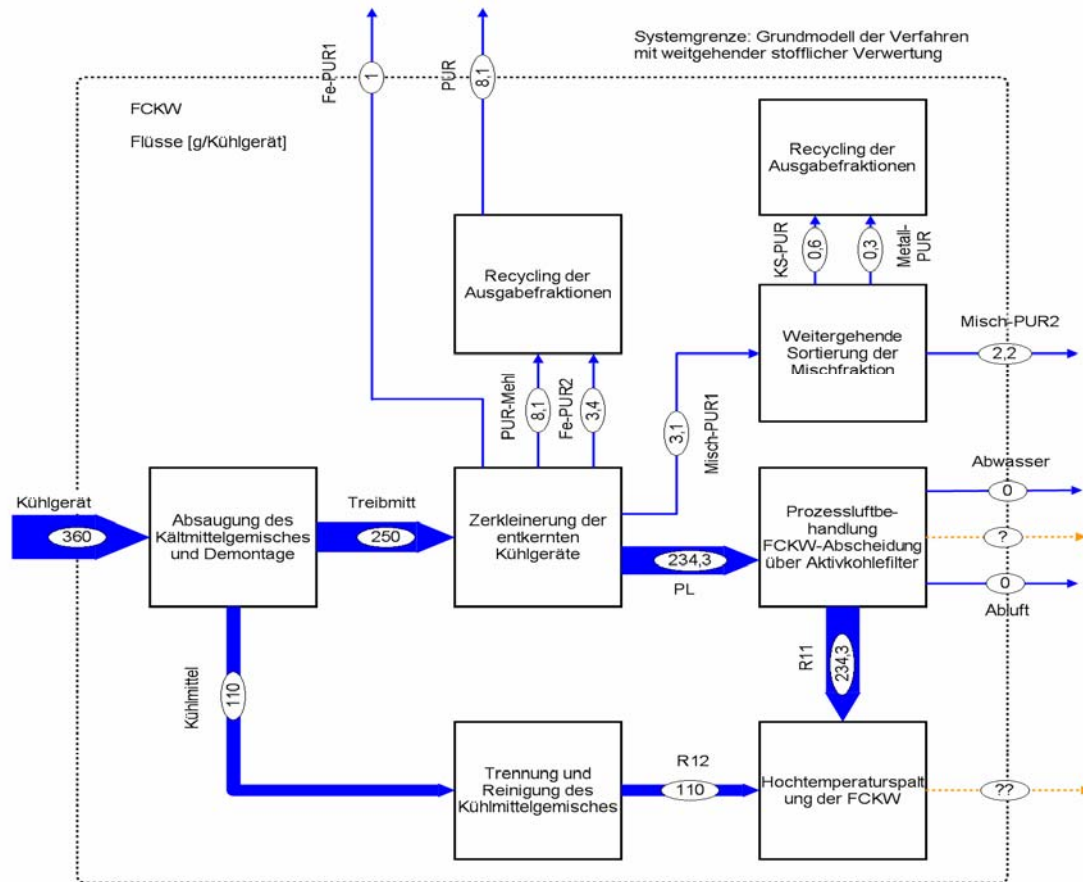 Systemgrenze: Grundmodell der Verfahren
mit weitgehender stofflicher Verwertung
Fe-PUR1
1
PUR
8,1
FCKW
Flüsse [g/Kühlgerät]
Recycling der
Ausgabefraktionen
KS-PUR
0,6
0,3
Metall-
PUR
Recycling der
Ausgabefraktionen
Weitergehende
Sortierung der
Mischfraktion
Misch-PUR2
2,2
PUR-Mehl
8,1
Fe-PUR2
3,4
3,1
Misch-PUR1
Kühlgerät
360
Absaugung des
Kältmittelgemisches
und Demontage
Treibmitt
250
Zerkleinerung der
entkernten
Kühlgeräte
234,3
PL
Prozessluftbe-
handlung
FCKW-Abscheidung
über Aktivkohlefilter
Abwasser
0
?
0
Abluft
Kühlmittel
110
R11
234,3
Trennung und
Reinigung des
Kühlmittelgemisches
R12
110
Hochtemperaturspalt
ung der FCKW
??